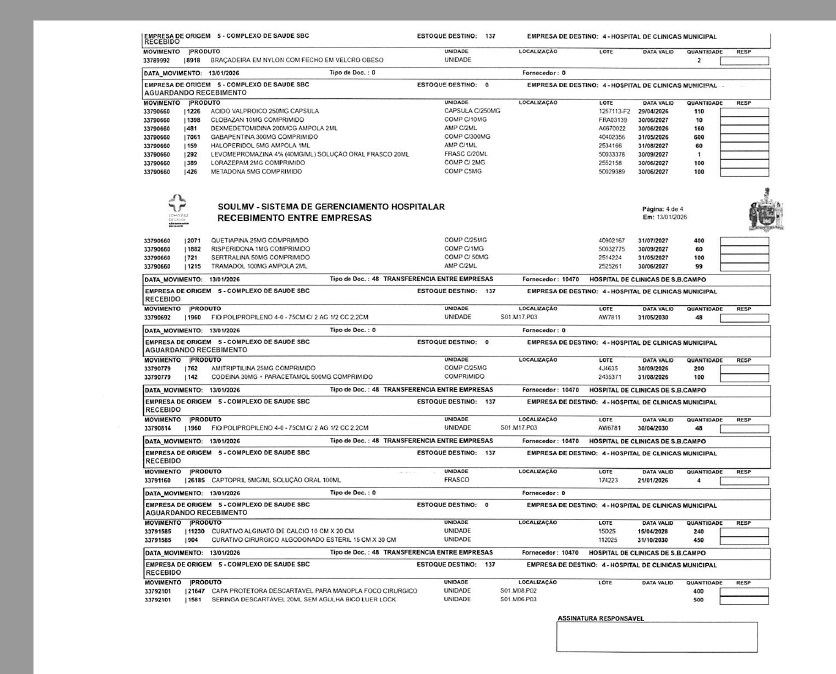 EMPRESA DE ORIGEM 5 - COMPLEXO DE SAUDE SBC ESTOQUE DESTINO: 137 EMPRESA DE DESTINO: 4 - HOSPITAL DE CLINICAS MUNICIPAL
RECEBIDO
MOVIMENTO |PRODUTO UNIDADE LOCALIZAÇÃO LOTE DATA VALID QUANTIDADE RESP
33789992 |8918 BRAÇADEIRA EM NYLON COM FECHO EM VELCRO OBESO UNIDADE 2
DATA_MOVIMENTO: 13/01/2026 Tipo de Doc. : 0 Fornecedor : 0
EMPRESA DE ORIGEM 5 - COMPLEXO DE SAUDE SBC ESTOQUE DESTINO: 0 EMPRESA DE DESTINO: 4 - HOSPITAL DE CLINICAS MUNICIPAL
AGUARDANDO RECEBIMENTO
MOVIMENTO |PRODUTO UNIDADE LOCALIZAÇÃO LOTE DATA VALID QUANTIDADE RESP
33790660 |1226 ACIDO VALPROICO 250MG CAPSULA CAPSULA C/250MG 1257113-F2 29/04/2026 110
33790660 |1398 CLOBAZAN 10MG COMPRIMIDO COMP C/10MG FRA03139 30/06/2027 10
33790660 |481 DEXMEDETOMIDINA 200MCG AMPOLA 2ML AMP C/2ML A0670022 30/06/2026 160
33790660 |7061 GABAPENTINA 300MG COMPRIMIDO COMP C/300MG 40402356 31/05/2026 600
33790660 |159 HALOPERIDOL 5MG AMPOLA 1ML AMP C/1ML 2534166 31/08/2027 60
33790660 |292 LEVOMEPROMAZINA 4% (40MG/ML) SOLUÇÃO ORAL FRASCO 20ML FRASC C/20ML 50033378 30/09/2027 1
33790660 |389 LORAZEPAM 2MG COMPRIMIDO COMP C/ 2MG 2552158 30/06/2027 100
33790660 |426 METADONA 5MG COMPRIMIDO COMP C5MG 50029389 30/06/2027 100
SOULMV - SISTEMA DE GERENCIAMENTO HOSPITALAR Página: 4 de 4
RECEBIMENTO ENTRE EMPRESAS Em: 13/01/2026
33790660 |2071 QUETIAPINA 25MG COMPRIMIDO COMP C/25MG 40902167 31/07/2027 400
33790660 |1882 RISPERIDONA 1MG COMPRIMIDO COMP C/1MG 50632775 30/09/2027 60
33790660 |721 SERTRALINA 50MG COMPRIMIDO COMP C/ 50MG 2514224 31/05/2027 100
33790660 |1215 TRAMADOL 100MG AMPOLA 2ML AMP C/2ML 2525261 30/06/2027 99
DATA_MOVIMENTO: 13/01/2026 Tipo de Doc. : 48 TRANSFERENCIA ENTRE EMPRESAS Fornecedor : 10470 HOSPITAL DE CLINICAS DE S.B.CAMPO
EMPRESA DE ORIGEM 5 - COMPLEXO DE SAUDE SBC ESTOQUE DESTINO: 137 EMPRESA DE DESTINO: 4 - HOSPITAL DE CLINICAS MUNICIPAL
RECEBIDO
MOVIMENTO |PRODUTO UNIDADE LOCALIZAÇÃO LOTE DATA VALID QUANTIDADE RESP
33790692 |1960 FIO POLIPROPILENO 4-0 - 75CM C/ 2 AG 1/2 CC 2,2CM UNIDADE S01.M17.P03 AW7811 31/05/2030 48
DATA_MOVIMENTO: 13/01/2026 Tipo de Doc. : 0 Fornecedor : 0
EMPRESA DE ORIGEM 5 - COMPLEXO DE SAUDE SBC ESTOQUE DESTINO: 0 EMPRESA DE DESTINO: 4 - HOSPITAL DE CLINICAS MUNICIPAL
AGUARDANDO RECEBIMENTO
MOVIMENTO |PRODUTO UNIDADE LOCALIZAÇÃO LOTE DATA VALID QUANTIDADE RESP
33790779 |762 AMITRIPTILINA 25MG COMPRIMIDO COMP C/25MG 4J4635 30/09/2026 200
33790779 |142 CODEINA 30MG + PARACETAMOL 500MG COMPRIMIDO COMPRIMIDO 2435371 31/08/2026 100
DATA_MOVIMENTO: 13/01/2026 Tipo de Doc. : 48 TRANSFERENCIA ENTRE EMPRESAS Fornecedor : 10470 HOSPITAL DE CLINICAS DE S.B.CAMPO
EMPRESA DE ORIGEM 5 - COMPLEXO DE SAUDE SBC ESTOQUE DESTINO: 137 EMPRESA DE DESTINO: 4 - HOSPITAL DE CLINICAS MUNICIPAL
RECEBIDO
MOVIMENTO |PRODUTO UNIDADE LOCALIZAÇÃO LOTE DATA VALID QUANTIDADE RESP
33790814 |1960 FIO POLIPROPILENO 4-0 - 75CM C/ 2 AG 1/2 CC 2,2CM UNIDADE S01.M17.P03 AW6781 30/04/2030 48
DATA_MOVIMENTO: 13/01/2026 Tipo de Doc. : 48 TRANSFERENCIA ENTRE EMPRESAS Fornecedor : 10470 HOSPITAL DE CLINICAS DE S.B.CAMPO
EMPRESA DE ORIGEM 5 - COMPLEXO DE SAUDE SBC ESTOQUE DESTINO: 137 EMPRESA DE DESTINO: 4 - HOSPITAL DE CLINICAS MUNICIPAL
RECEBIDO
MOVIMENTO |PRODUTO UNIDADE LOCALIZAÇÃO LOTE DATA VALID QUANTIDADE RESP
33791160 |26185 CAPTOPRIL 5MG/ML SOLUÇÃO ORAL 100ML FRASCO 174223 21/01/2026 4
DATA_MOVIMENTO: 13/01/2026 Tipo de Doc. : 0 Fornecedor : 0
EMPRESA DE ORIGEM 5 - COMPLEXO DE SAUDE SBC ESTOQUE DESTINO: 0 EMPRESA DE DESTINO: 4 - HOSPITAL DE CLINICAS MUNICIPAL
AGUARDANDO RECEBIMENTO
MOVIMENTO |PRODUTO UNIDADE LOCALIZAÇÃO LOTE DATA VALID QUANTIDADE RESP
33791585 |11230 CURATIVO ALGINATO DE CALCIO 10 CM X 20 CM UNIDADE 15D25 15/04/2028 240
33791585 |904 CURATIVO CIRURGICO ALGODONADO ESTERIL 15 CM X 30 CM UNIDADE 112025 31/10/2030 450
DATA_MOVIMENTO: 13/01/2026 Tipo de Doc. : 48 TRANSFERENCIA ENTRE EMPRESAS Fornecedor : 10470 HOSPITAL DE CLINICAS DE S.B.CAMPO
EMPRESA DE ORIGEM 5 - COMPLEXO DE SAUDE SBC ESTOQUE DESTINO: 137 EMPRESA DE DESTINO: 4 - HOSPITAL DE CLINICAS MUNICIPAL
RECEBIDO
MOVIMENTO |PRODUTO UNIDADE LOCALIZAÇÃO LOTE DATA VALID QUANTIDADE RESP
33792101 |21647 CAPA PROTETORA DESCARTAVEL PARA MANOPLA FOCO CIRURGICO UNIDADE S01.M08.P02 400
33792101 |1581 SERINGA DESCARTAVEL 20ML SEM AGULHA BICO LUER LOCK UNIDADE S01.M06.P03 500
ASSINATURA RESPONSAVEL